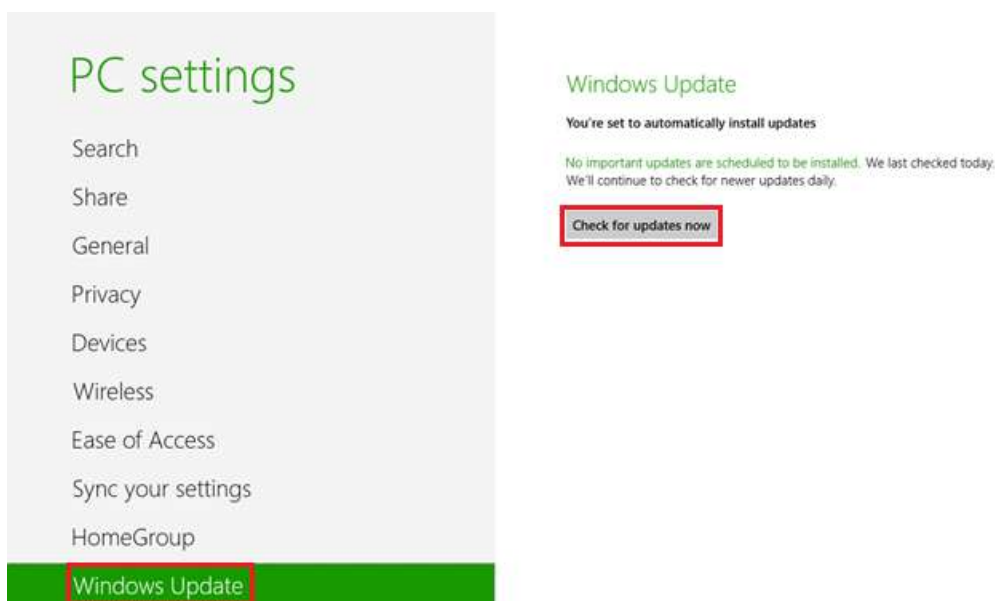 PC settings
Search
Share
General
Privacy
Devices
Wireless
Ease of Access
Sync your settings
HomeGroup
Windows Update
Windows Update
You're set to automatically install updates
No important updates are scheduled to be installed. We last checked today.
We'll continue to check for newer updates daily.
Check for updates now